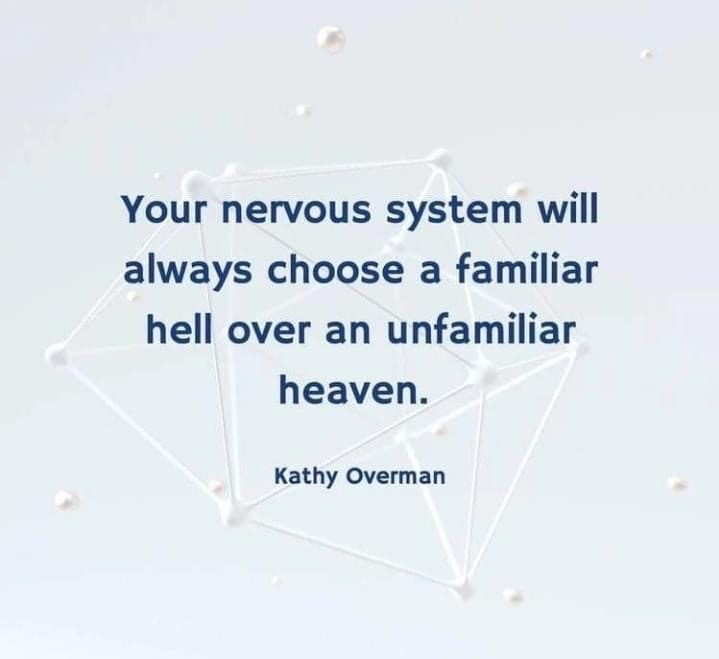 Your nervous system will
always choose a familiar
hell over an unfamiliar
heaven.
Kathy Overman